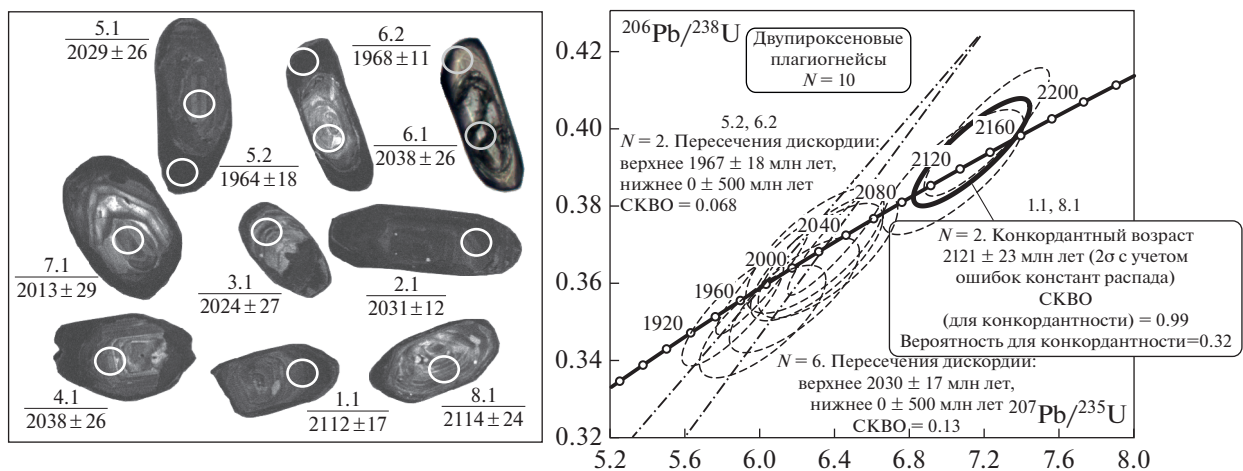 5.1
2029±26
6.2
1968±11
5.2
1964±18
6.1
2038±26
7.1
2013±29
3.1
2024±27
2.1
2031±12
4.1
2038±26
1.1
2112±17
8.1
2114±24
²⁰⁶Pb/²³⁸U
0.42
0.40
0.38
0.36
0.34
0.32
Двупироксеновые
плагиогнейсы
N = 10
5.2, 6.2
N = 2. Пересечения дискордии:
верхнее 1967 ± 18 млн лет,
нижнее 0 ± 500 млн лет
СКВО = 0.068
2200
2160
2120
2080
2040
2000
1960
1920
1.1, 8.1
N = 2. Конкордантный возраст
2121 ± 23 млн лет (2σ с учетом
ошибок констант распада)
СКВО
(для конкордантности) = 0.99
Вероятность для конкордантности=0.32
N = 6. Пересечения дискордии:
верхнее 2030 ± 17 млн лет,
нижнее 0 ± 500 млн лет
СКВО = 0.13
²⁰⁷Pb/²³⁵U
5.2 5.6 6.0 6.4 6.8 7.2 7.6 8.0